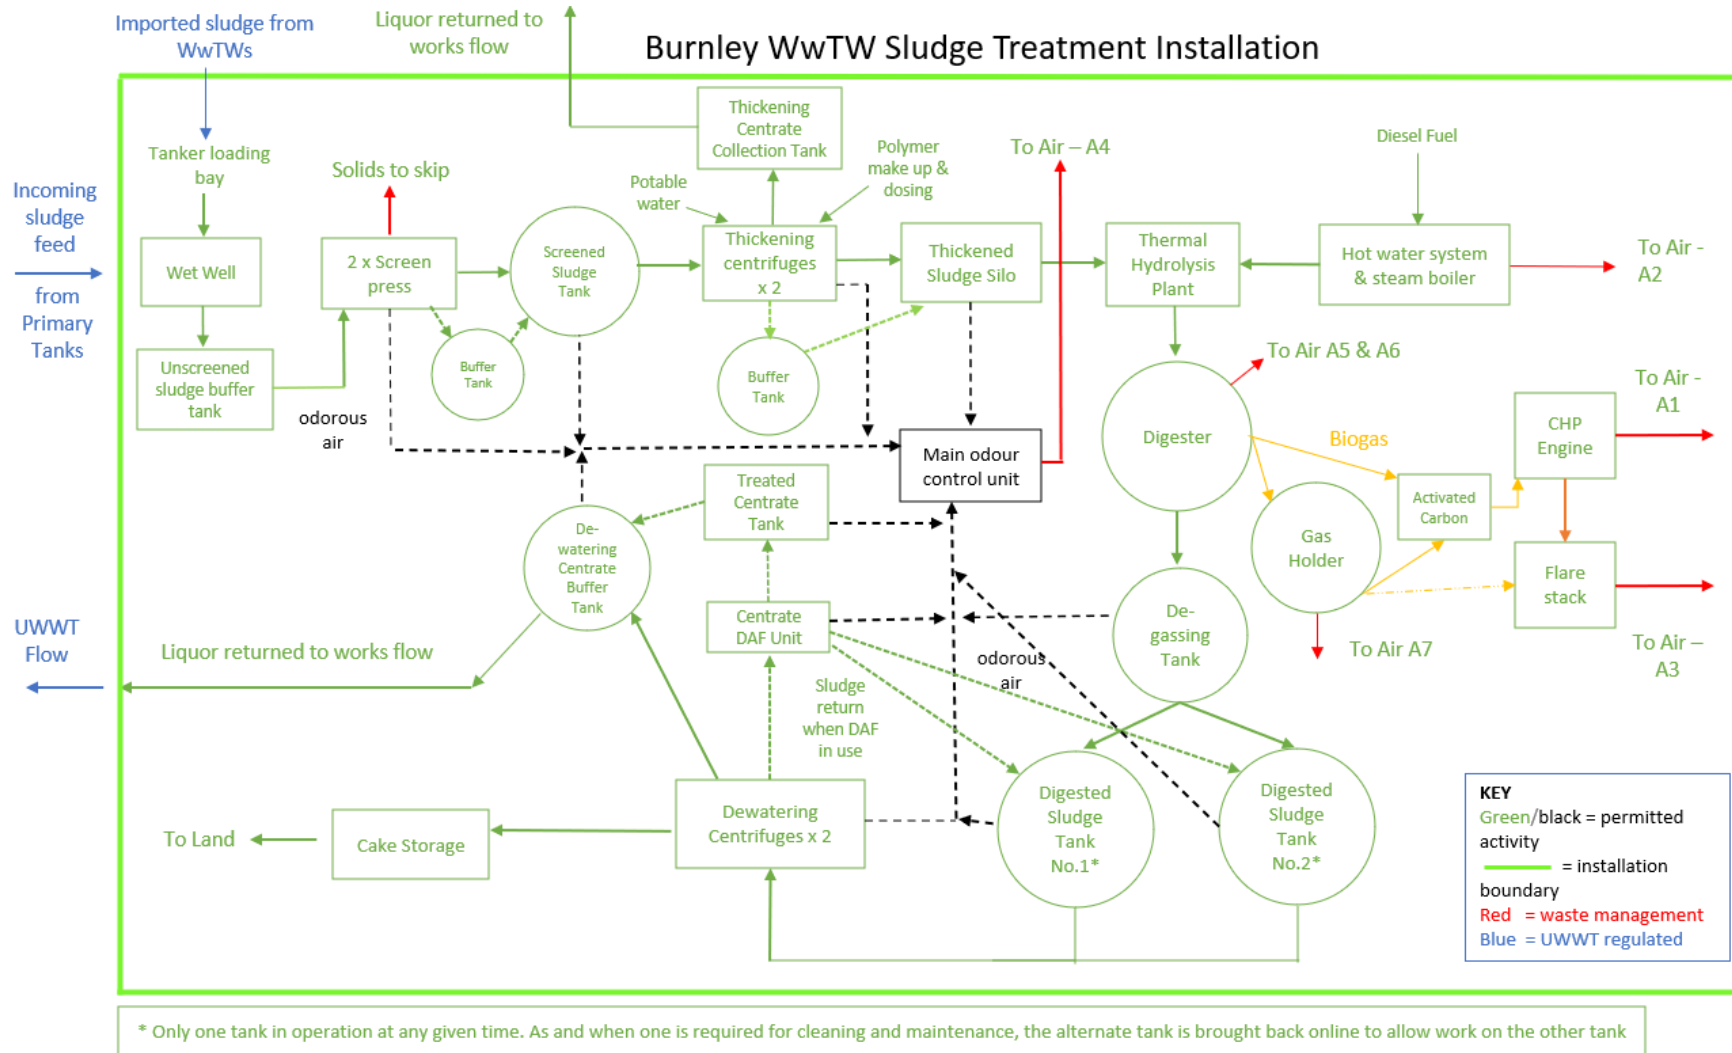 Burnley WwTW Sludge Treatment Installation
Imported sludge from
WwTWs
Liquor returned to
works flow
Incoming
sludge
feed
from
Primary
Tanks
Tanker loading
bay
Wet Well
Unscreened
sludge buffer
tank
Solids to skip
2 x Screen
press
Buffer
Tank
Screened
Sludge
Tank
odorous
air
Thickening
Centrate
Collection Tank
Potable
water
Polymer
make up &
dosing
Thickening
centrifuges
x 2
Buffer
Tank
Thickened
Sludge Silo
To Air – A4
Thermal
Hydrolysis
Plant
Diesel Fuel
Hot water system
& steam boiler
To Air -
A2
To Air A5 & A6
Digester
Biogas
To Air -
A1
CHP
Engine
Activated
Carbon
Gas
Holder
Flare
stack
To Air A7
To Air –
A3
Main odour
control unit
Treated
Centrate
Tank
De-
watering
Centrate
Buffer
Tank
Centrate
DAF Unit
De-
gassing
Tank
odorous
air
UWWT
Flow
Liquor returned to works flow
Sludge
return
when DAF
in use
To Land
Cake Storage
Dewatering
Centrifuges x 2
Digested
Sludge
Tank
No.1*
Digested
Sludge
Tank
No.2*
KEY
Green/black = permitted
activity
= installation
boundary
Red = waste management
Blue = UWWT regulated
* Only one tank in operation at any given time. As and when one is required for cleaning and maintenance, the alternate tank is brought back online to allow work on the other tank